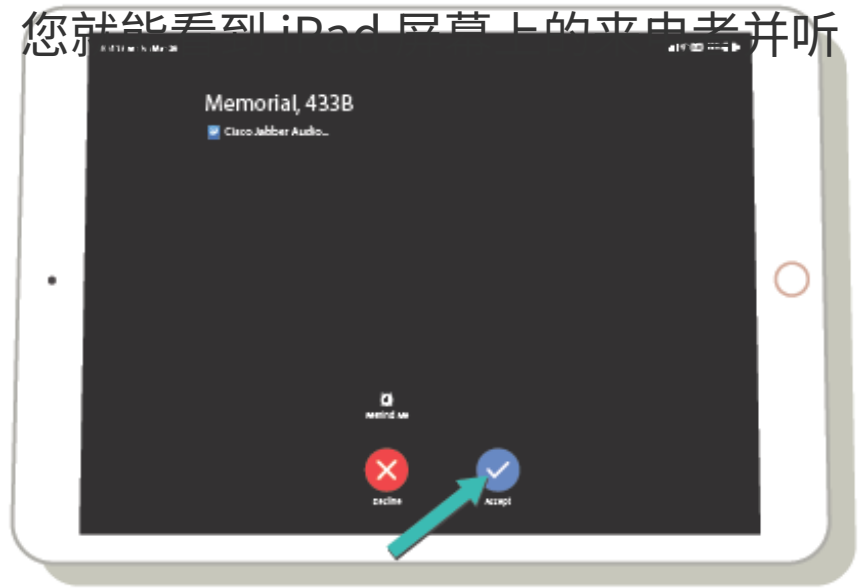 您就能看到 iPad 屏幕上的来电者并听
Memorial, 433B
Cisco Jabber Audio...
Remind Me
Decline
Accept